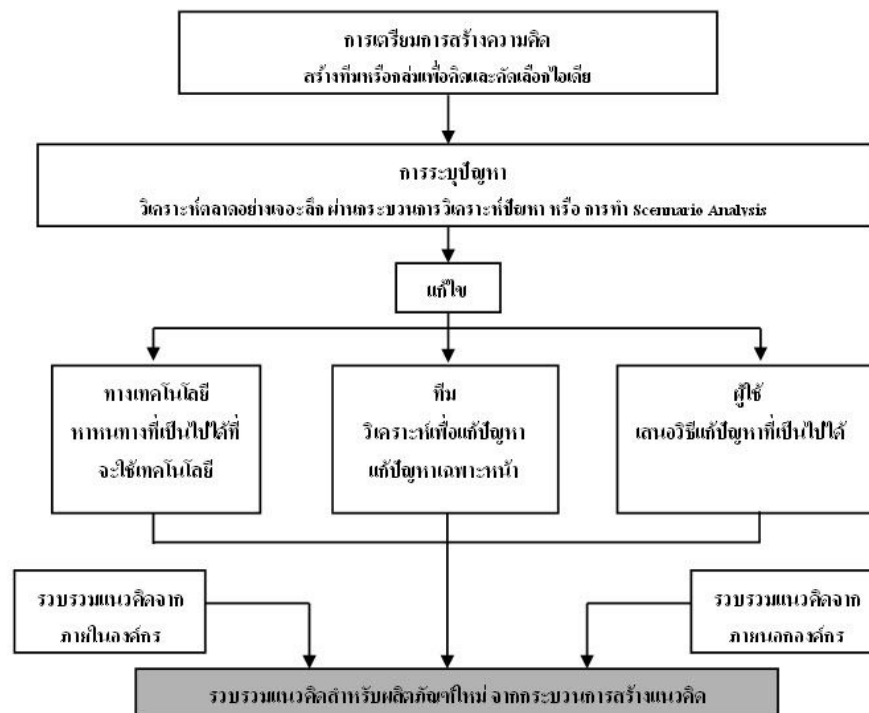 การเตรียมการสร้างความคิด
สร้างทีมหรือกลุ่มเพื่อคิดและคัดเลือกไอเดีย
การระบุปัญหา
วิเคราะห์ตลาดอย่างเจอะลึก ผ่านกระบวนการวิเคราะห์ปัญหา หรือ การทำ Scennario Analysis
แก้ไข
ทางเทคโนโลยี
หาหนทางที่เป็นไปได้ที่
จะใช้เทคโนโลยี
ทีม
วิเคราะห์เพื่อแก้ปัญหา
แก้ปัญหาเฉพาะหน้า
ผู้ใช้
เสนอวิธีแก้ปัญหาที่เป็นไปได้
รวบรวมแนวคิดจาก
ภายในองค์กร
รวบรวมแนวคิดจาก
ภายนอกองค์กร
รวบรวมแนวคิดสำหรับผลิตภัณฑ์ใหม่ จากกระบวนการสร้างแนวคิด